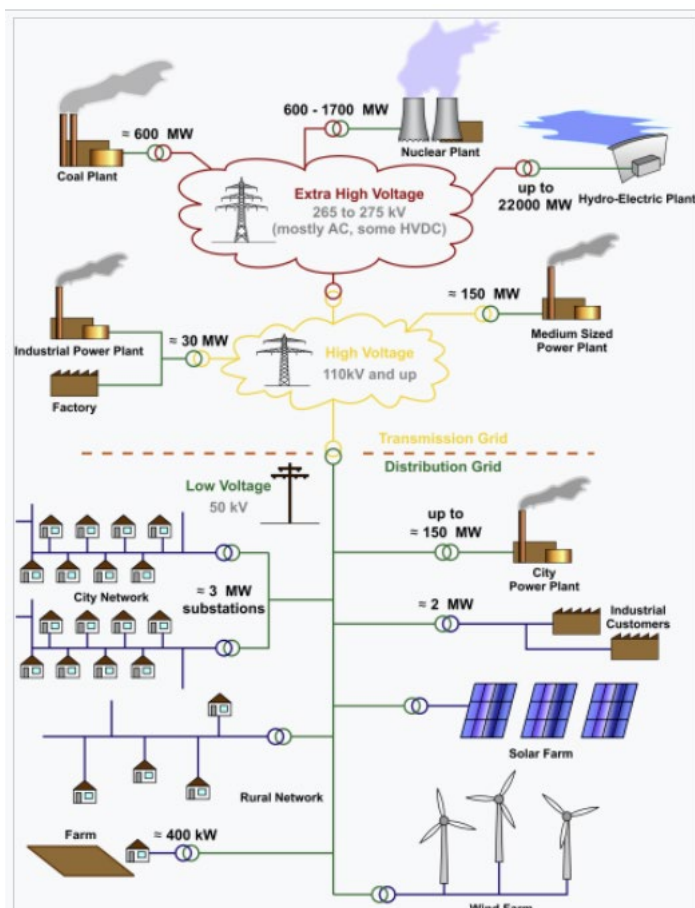 600 - 1700 MW
≈ 600 MW
Coal Plant
Nuclear Plant
Extra High Voltage
265 to 275 kV
(mostly AC, some HVDC)
up to
22000 MW
Hydro-Electric Plant
≈ 150 MW
Industrial Power Plant
≈ 30 MW
Factory
High Voltage
110kV and up
Medium Sized
Power Plant
Transmission Grid
Distribution Grid
Low Voltage
50 kV
up to
≈ 150 MW
City
Power Plant
City Network
≈ 3 MW
substations
≈ 2 MW
Industrial
Customers
Solar Farm
Rural Network
Farm
≈ 400 kW
Wind Farm